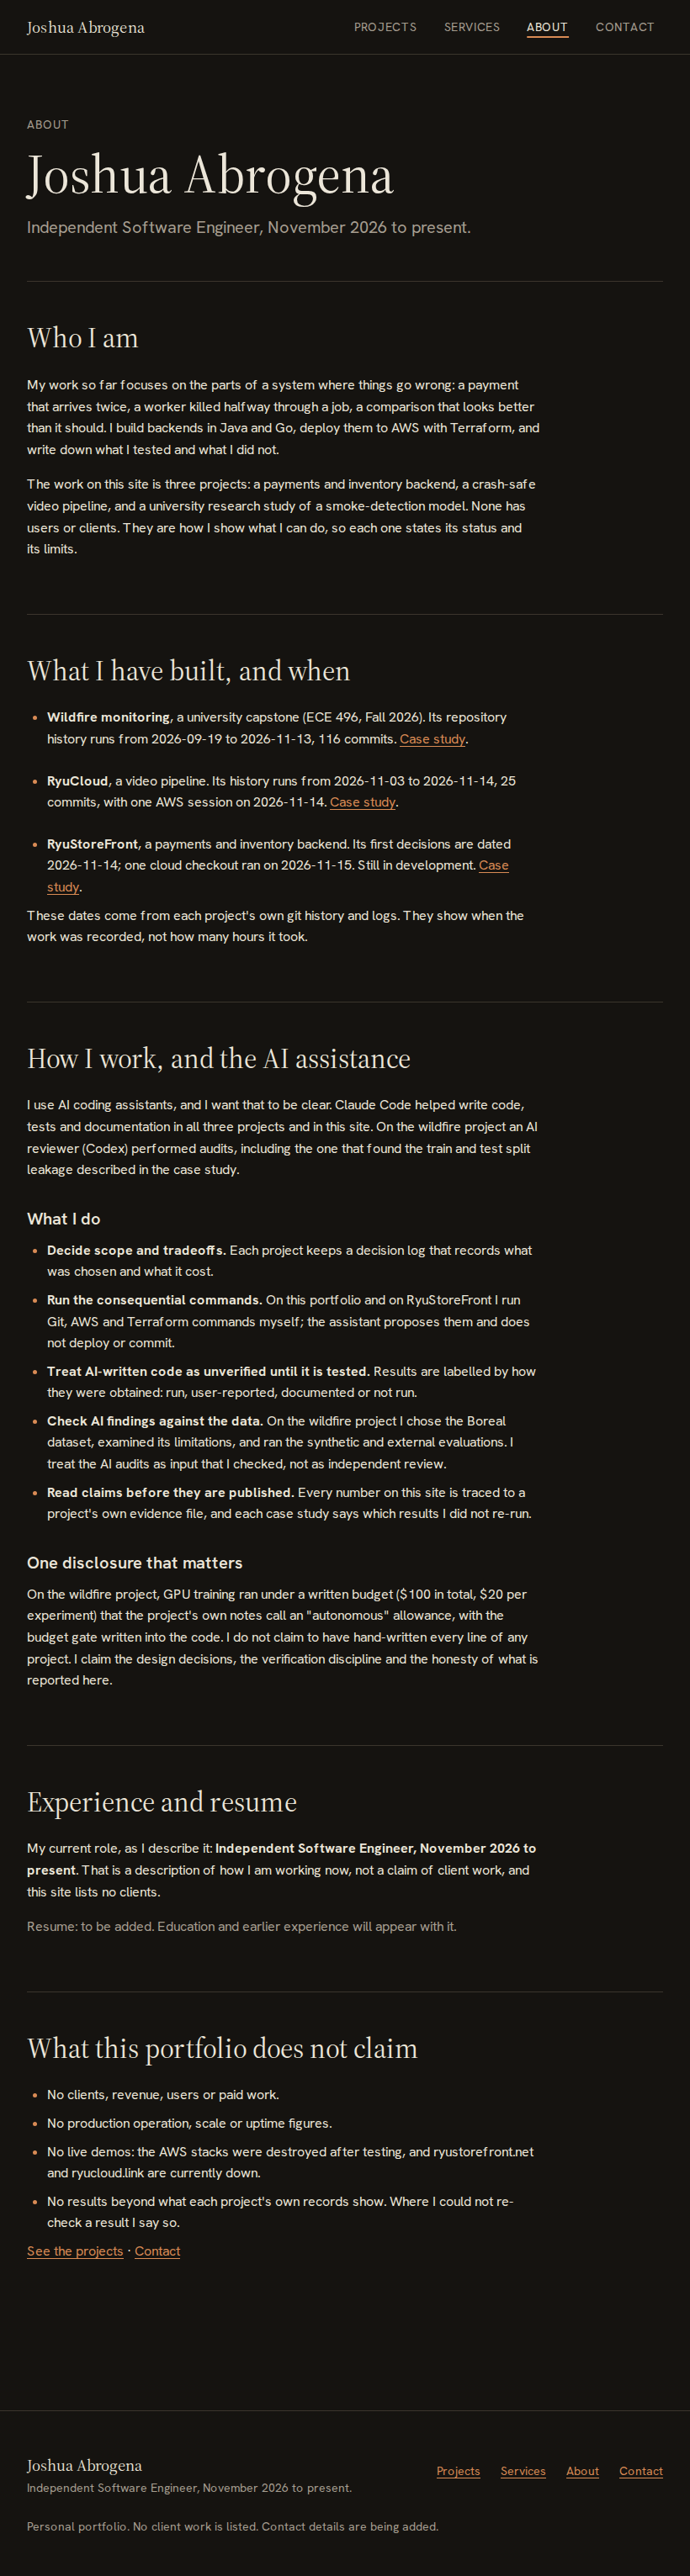 Joshua Abrogena
PROJECTS SERVICES ABOUT CONTACT
ABOUT
Joshua Abrogena
Independent Software Engineer, November 2026 to present.
Who I am
My work so far focuses on the parts of a system where things go wrong: a payment
that arrives twice, a worker killed halfway through a job, a comparison that looks better
than it should. I build backends in Java and Go, deploy them to AWS with Terraform, and
write down what I tested and what I did not.
The work on this site is three projects: a payments and inventory backend, a crash-safe
video pipeline, and a university research study of a smoke-detection model. None has
users or clients. They are how I show what I can do, so each one states its status and
its limits.
What I have built, and when
• Wildfire monitoring, a university capstone (ECE 496, Fall 2026). Its repository
history runs from 2026-09-19 to 2026-11-13, 116 commits. Case study.
• RyuCloud, a video pipeline. Its history runs from 2026-11-03 to 2026-11-14, 25
commits, with one AWS session on 2026-11-14. Case study.
• RyuStoreFront, a payments and inventory backend. Its first decisions are dated
2026-11-14; one cloud checkout ran on 2026-11-15. Still in development. Case
study.
These dates come from each project's own git history and logs. They show when the
work was recorded, not how many hours it took.
How I work, and the AI assistance
I use AI coding assistants, and I want that to be clear. Claude Code helped write code,
tests and documentation in all three projects and in this site. On the wildfire project an AI
reviewer (Codex) performed audits, including the one that found the train and test split
leakage described in the case study.
What I do
• Decide scope and tradeoffs. Each project keeps a decision log that records what
was chosen and what it cost.
• Run the consequential commands. On this portfolio and on RyuStoreFront I run
Git, AWS and Terraform commands myself; the assistant proposes them and does
not deploy or commit.
• Treat AI-written code as unverified until it is tested. Results are labelled by how
they were obtained: run, user-reported, documented or not run.
• Check AI findings against the data. On the wildfire project I chose the Boreal
dataset, examined its limitations, and ran the synthetic and external evaluations. I
treat the AI audits as input that I checked, not as independent review.
• Read claims before they are published. Every number on this site is traced to a
project's own evidence file, and each case study says which results I did not re-run.
One disclosure that matters
On the wildfire project, GPU training ran under a written budget ($100 in total, $20 per
experiment) that the project's own notes call an "autonomous" allowance, with the
budget gate written into the code. I do not claim to have hand-written every line of any
project. I claim the design decisions, the verification discipline and the honesty of what is
reported here.
Experience and resume
My current role, as I describe it: Independent Software Engineer, November 2026 to
present. That is a description of how I am working now, not a claim of client work, and
this site lists no clients.
Resume: to be added. Education and earlier experience will appear with it.
What this portfolio does not claim
• No clients, revenue, users or paid work.
• No production operation, scale or uptime figures.
• No live demos: the AWS stacks were destroyed after testing, and ryustorefront.net
and ryucloud.link are currently down.
• No results beyond what each project's own records show. Where I could not re-
check a result I say so.
See the projects · Contact
Joshua Abrogena
Independent Software Engineer, November 2026 to present.
Projects Services About Contact
Personal portfolio. No client work is listed. Contact details are being added.